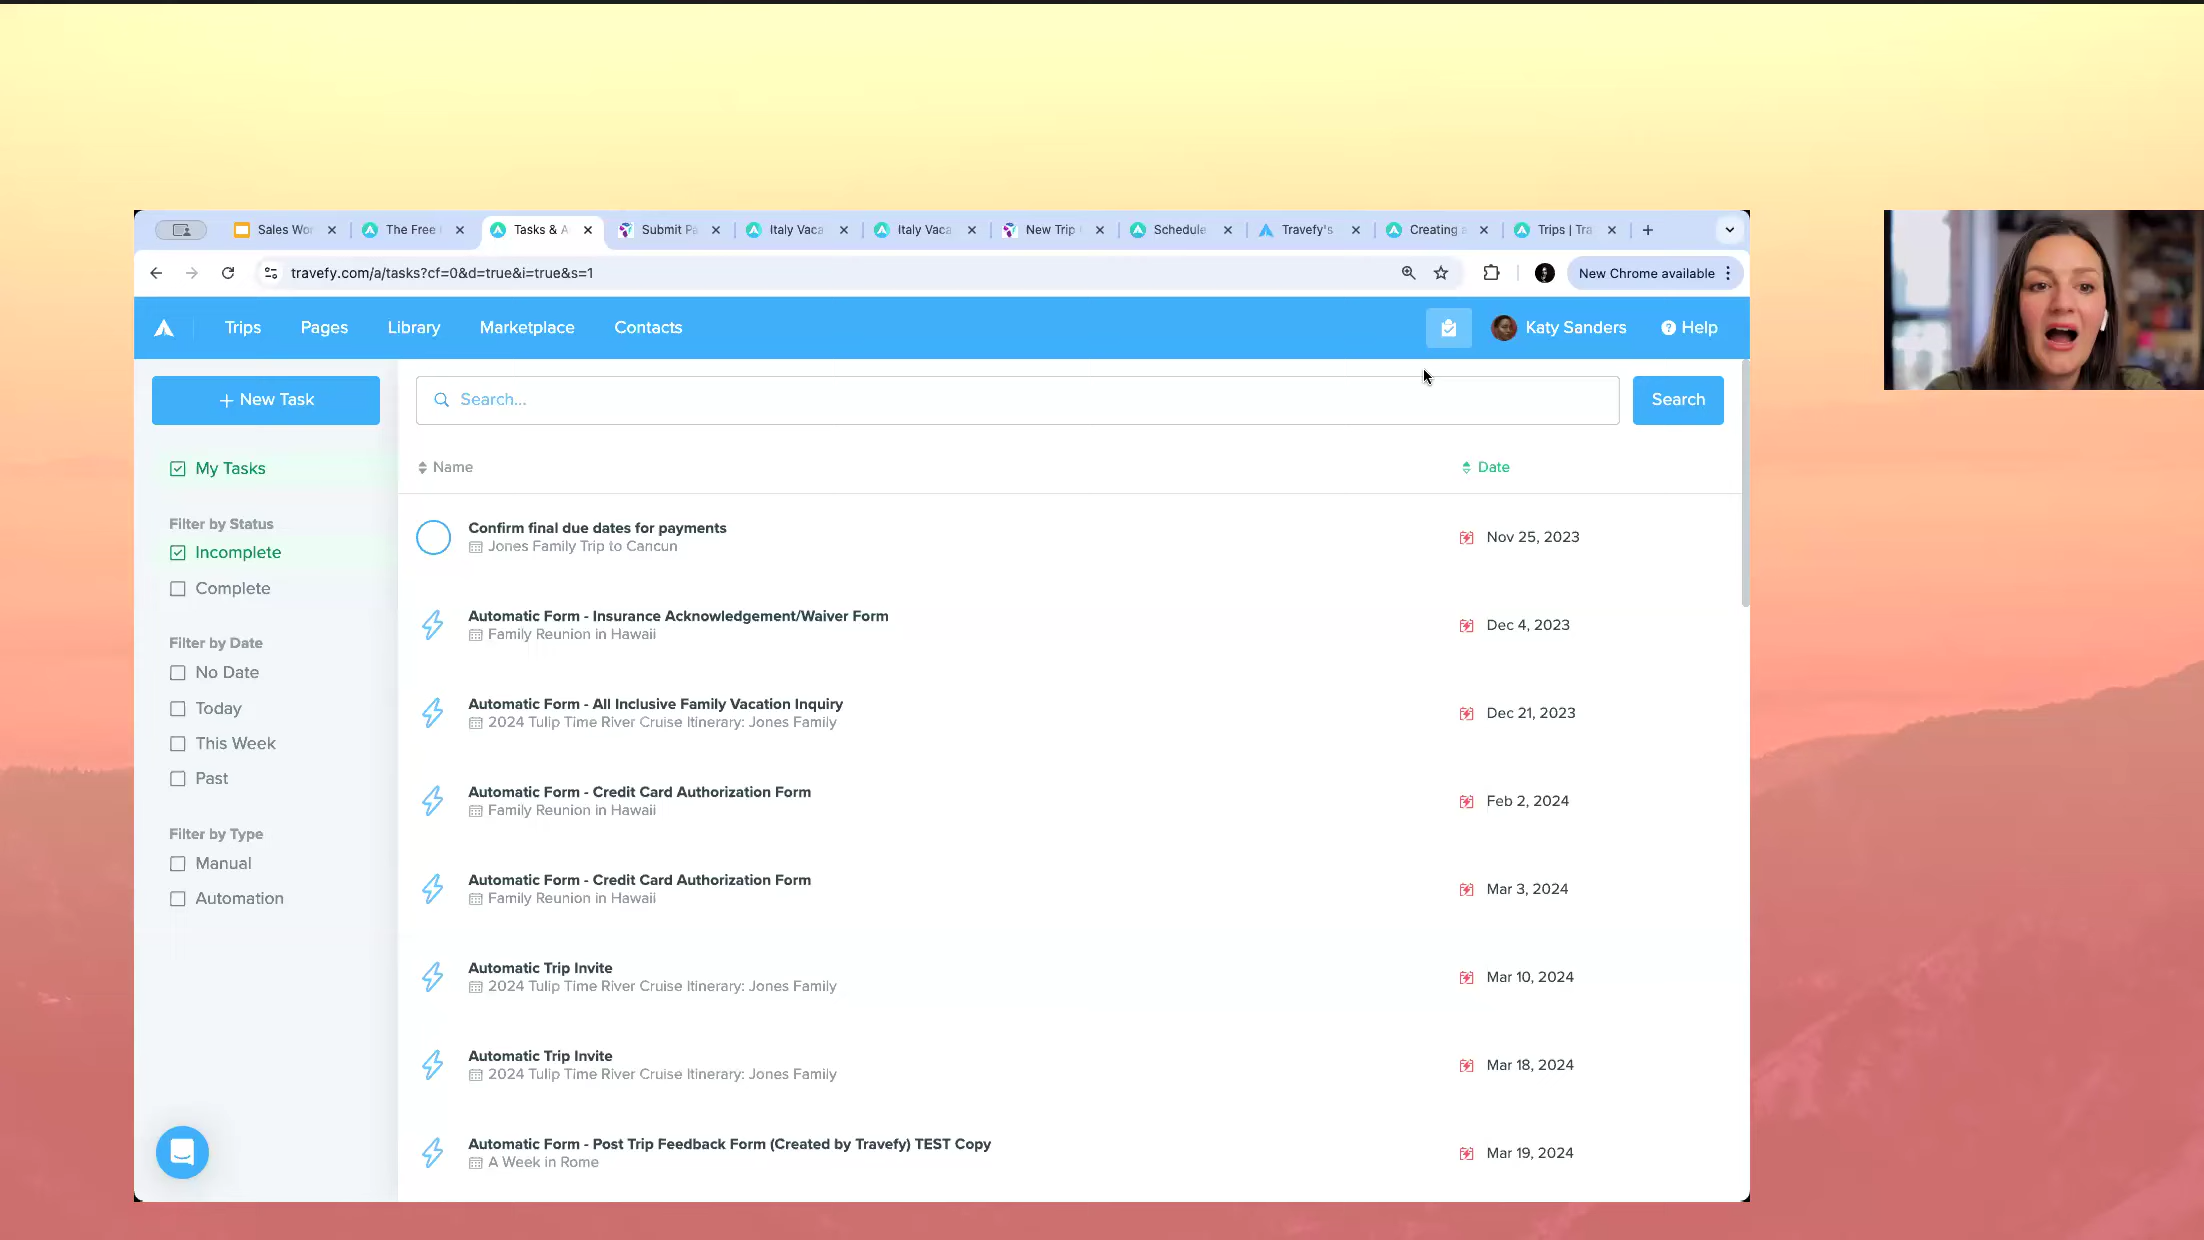 Sales Wor
The Free
Tasks & A
Submit Pa
Italy Vaca
Italy Vaca
New Trip
Schedule
Travefy's
Creating a
Trips | Tra
travefy.com/a/tasks?cf=0&d=true&i=true&s=1
New Chrome available
Trips
Pages
Library
Marketplace
Contacts
Katy Sanders
Help
+ New Task
Search...
Search
My Tasks
Filter by Status
Incomplete
Complete
Filter by Date
No Date
Today
This Week
Past
Filter by Type
Manual
Automation
Name
Date
Confirm final due dates for payments
Jones Family Trip to Cancun
Nov 25, 2023
Automatic Form - Insurance Acknowledgement/Waiver Form
Family Reunion in Hawaii
Dec 4, 2023
Automatic Form - All Inclusive Family Vacation Inquiry
2024 Tulip Time River Cruise Itinerary: Jones Family
Dec 21, 2023
Automatic Form - Credit Card Authorization Form
Family Reunion in Hawaii
Feb 2, 2024
Automatic Form - Credit Card Authorization Form
Family Reunion in Hawaii
Mar 3, 2024
Automatic Trip Invite
2024 Tulip Time River Cruise Itinerary: Jones Family
Mar 10, 2024
Automatic Trip Invite
2024 Tulip Time River Cruise Itinerary: Jones Family
Mar 18, 2024
Automatic Form - Post Trip Feedback Form (Created by Travefy) TEST Copy
A Week in Rome
Mar 19, 2024